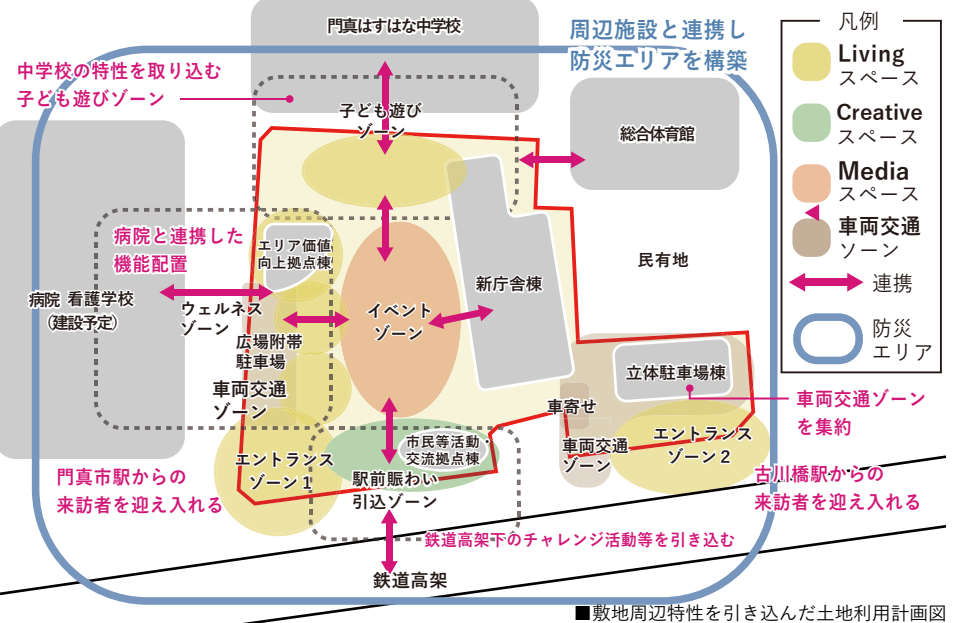 門真はすはな中学校
周辺施設と連携し
防災エリアを構築
中学校の特性を取り込む
子ども遊びゾーン
子ども遊び
ゾーン
総合体育館
凡例
Living
スペース
Creative
スペース
Media
スペース
車両交通
ゾーン
連携
防災
エリア
病院と連携した
機能配置
エリア価値
向上拠点棟
民有地
新庁舎棟
病院 看護学校
（建設予定）
ウェルネス
ゾーン
イベント
ゾーン
広場附帯
駐車場
車両交通
ゾーン
立体駐車場棟
車両交通ゾーン
を集約
車寄せ
市民等活動・
交流拠点棟
車両交通
ゾーン
エントランス
ゾーン2
エントランス
ゾーン1
駅前賑わい
引込ゾーン
門真市駅からの
来訪者を迎え入れる
古川橋駅からの
来訪者を迎え入れる
鉄道高架下のチャレンジ活動等を引き込む
鉄道高架
■敷地周辺特性を引き込んだ土地利用計画図